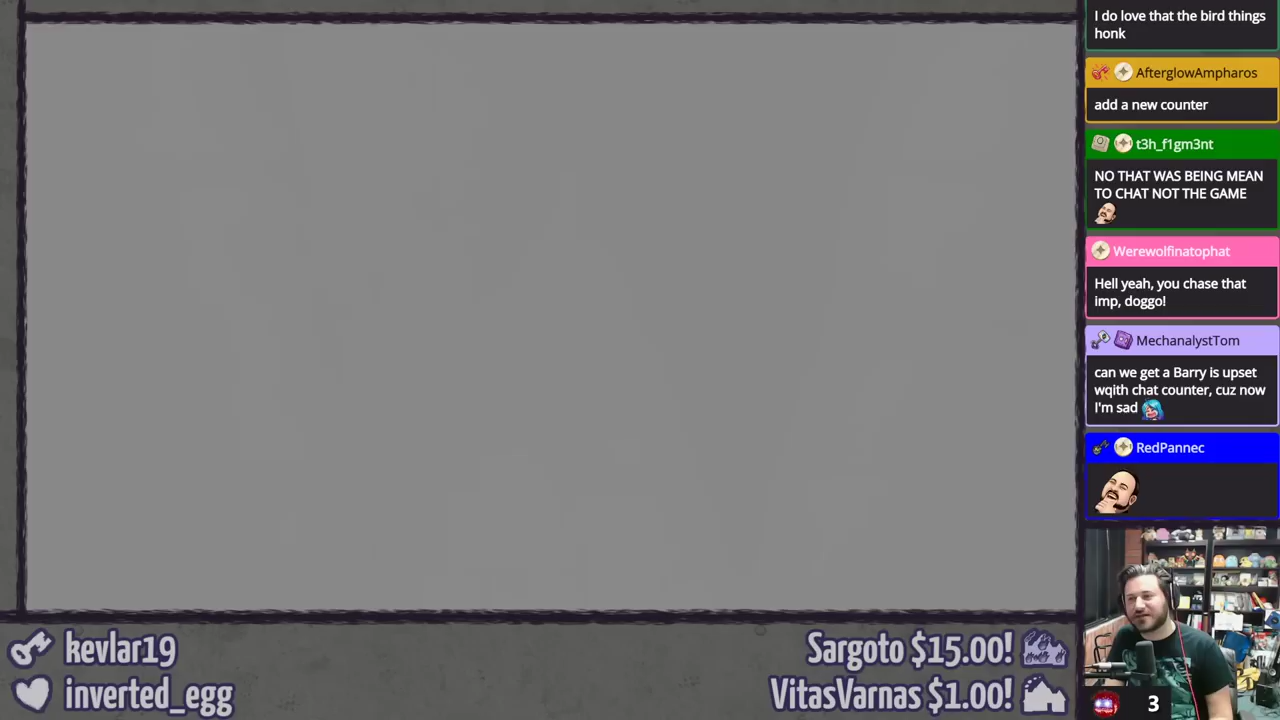 I do love that the bird things
honk
AfterglowAmpharos
add a new counter
t3h_f1gm3nt
NO THAT WAS BEING MEAN
TO CHAT NOT THE GAME
Werewolfinatophat
Hell yeah, you chase that
imp, doggo!
MechanalystTom
can we get a Barry is upset
wqith chat counter, cuz now
I'm sad
RedPannec
kevlar19
inverted_egg
Sargoto $15.00!
VitasVarnas $1.00!
3